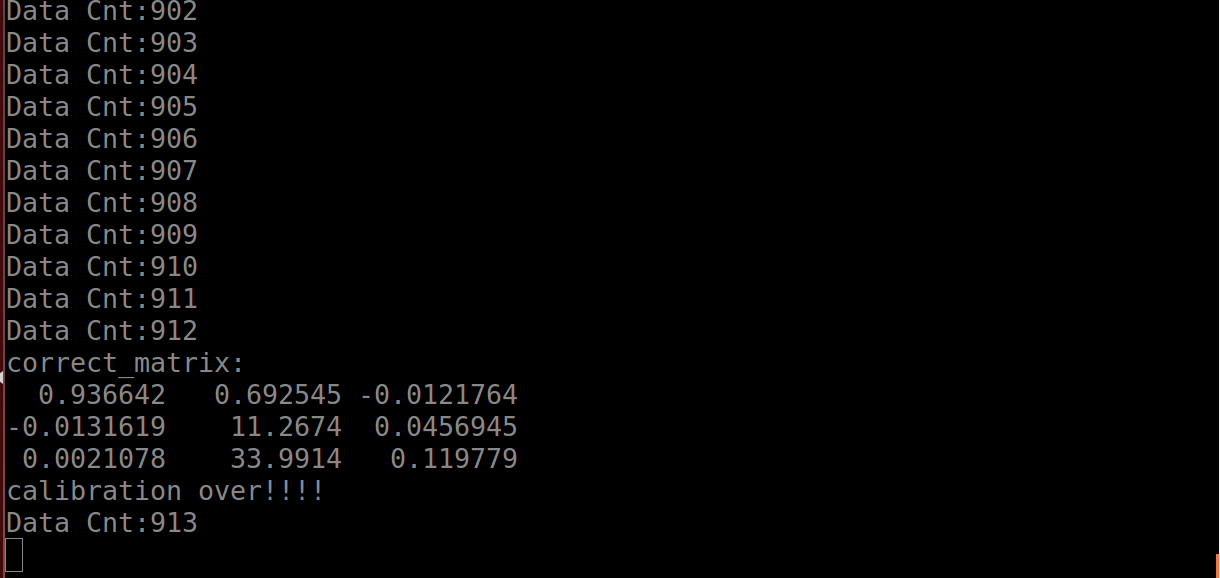 Data Cnt:902
Data Cnt:903
Data Cnt:904
Data Cnt:905
Data Cnt:906
Data Cnt:907
Data Cnt:908
Data Cnt:909
Data Cnt:910
Data Cnt:911
Data Cnt:912
correct_matrix:
  0.936642   0.692545 -0.0121764
-0.0131619    11.2674  0.0456945
 0.0021078    33.9914   0.119779
calibration over!!!!
Data Cnt:913